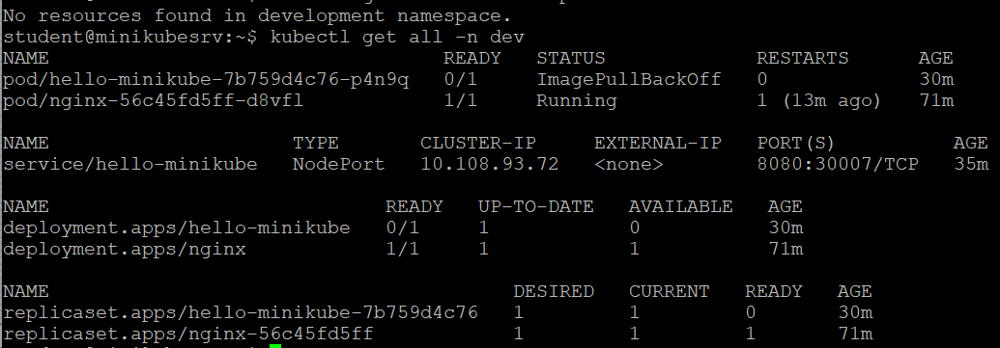 No resources found in development namespace.
student@minikubesrv:~$ kubectl get all -n dev
NAME READY STATUS RESTARTS AGE
pod/hello-minikube-7b759d4c76-p4n9q 0/1 ImagePullBackOff 0 30m
pod/nginx-56c45fd5ff-d8vfl 1/1 Running 1 (13m ago) 71m
NAME TYPE CLUSTER-IP EXTERNAL-IP PORT(S) AGE
service/hello-minikube NodePort 10.108.93.72 <none> 8080:30007/TCP 35m
NAME READY UP-TO-DATE AVAILABLE AGE
deployment.apps/hello-minikube 0/1 1 0 30m
deployment.apps/nginx 1/1 1 1 71m
NAME DESIRED CURRENT READY AGE
replicaset.apps/hello-minikube-7b759d4c76 1 1 0 30m
replicaset.apps/nginx-56c45fd5ff 1 1 1 71m